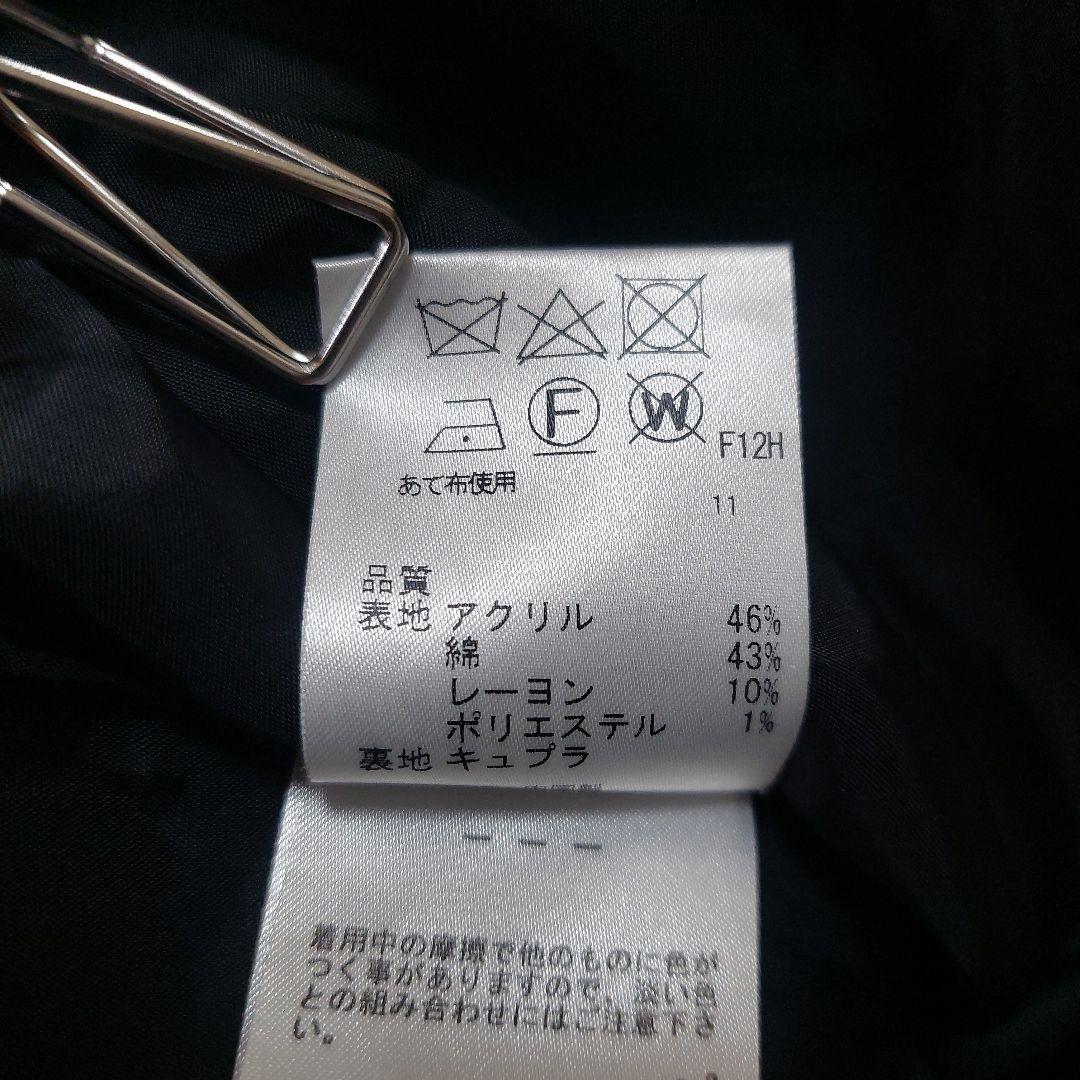 F W
F12H
あて布使用
11
品質
表地 アクリル 46%
綿 43%
レーヨン 10%
ポリエステル 1%
裏地 キュプラ
ーーー
着用中の摩擦で他のものに色が
つく事がありますので、淡い色
との組み合わせにはご注意下さ
い。